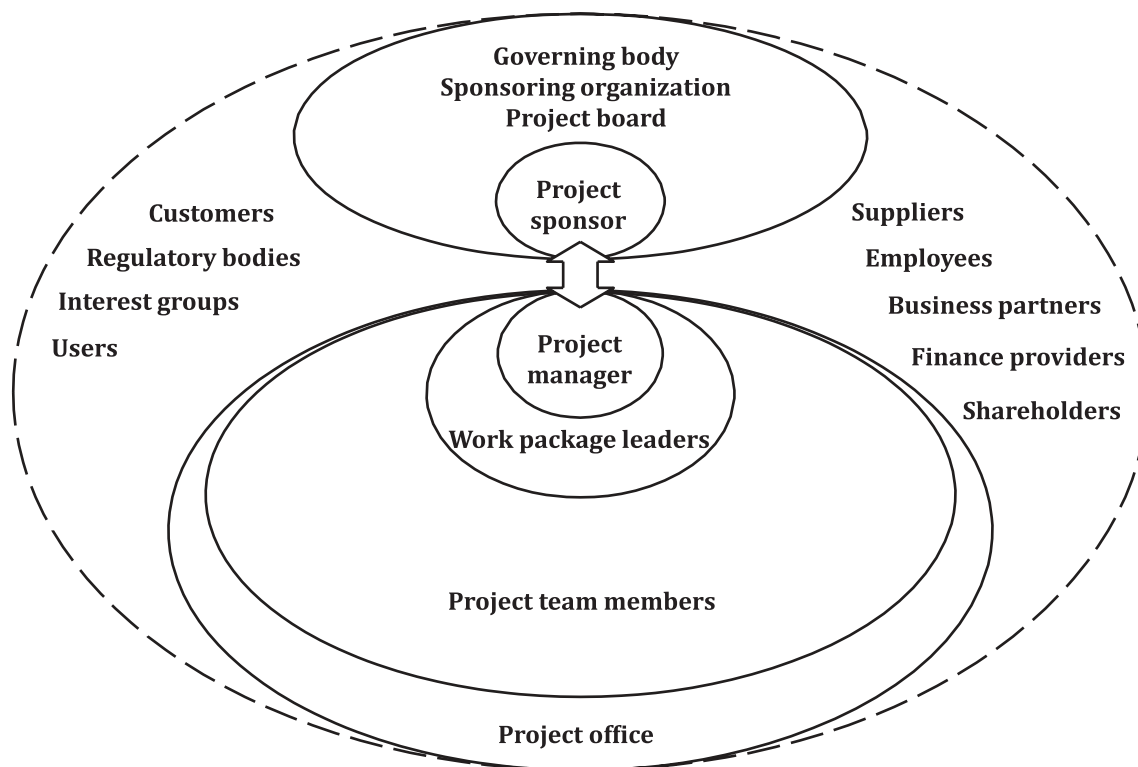 Governing body
Sponsoring organization
Project board
Project
sponsor
Customers
Regulatory bodies
Interest groups
Users
Suppliers
Employees
Business partners
Finance providers
Shareholders
Project
manager
Work package leaders
Project team members
Project office